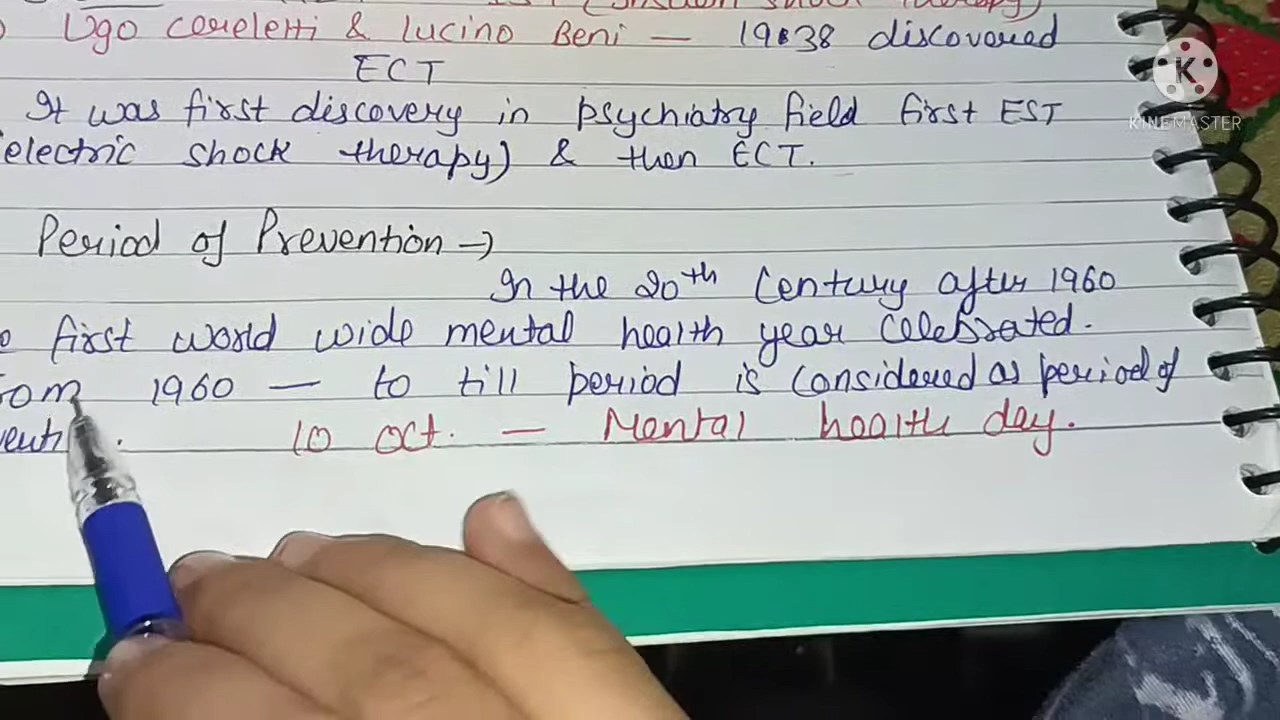 Ugo cereletti & Lucino Beni — 1938 discovered
ECT
It was first discovery in psychiatry field first EST
electric shock therapy) & then ECT.
Period of Prevention →
In the 20th Century after 1960
first world wide mental health year celebrated.
1960 — to till period is considered as period of
10 oct. — Mental health day.
K
KINEMASTER